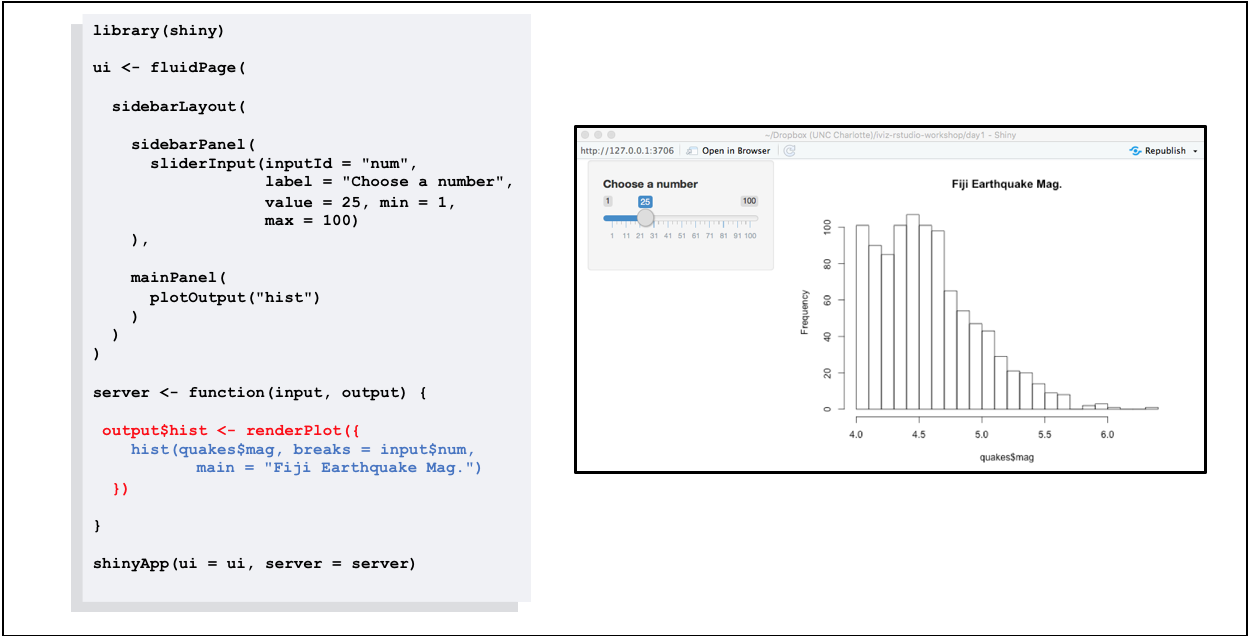 library(shiny)
ui <- fluidPage(
  sidebarLayout(
    sidebarPanel(
      sliderInput(inputId = "num",
                  label = "Choose a number",
                  value = 25, min = 1,
                  max = 100)
    ),
    mainPanel(
      plotOutput("hist")
    )
  )
)
server <- function(input, output) {
 output$hist <- renderPlot({
    hist(quakes$mag, breaks = input$num,
           main = "Fiji Earthquake Mag.")
  })
}
shinyApp(ui = ui, server = server)
~/Dropbox (UNC Charlotte)/iviz-rstudio-workshop/day1 - Shiny
http://127.0.0.1:3706 Open in Browser Republish
Choose a number
1 25 100
1 11 21 31 41 51 61 71 81 91 100
Fiji Earthquake Mag.
Frequency
100
80
60
40
20
0
4.0 4.5 5.0 5.5 6.0
quakes$mag